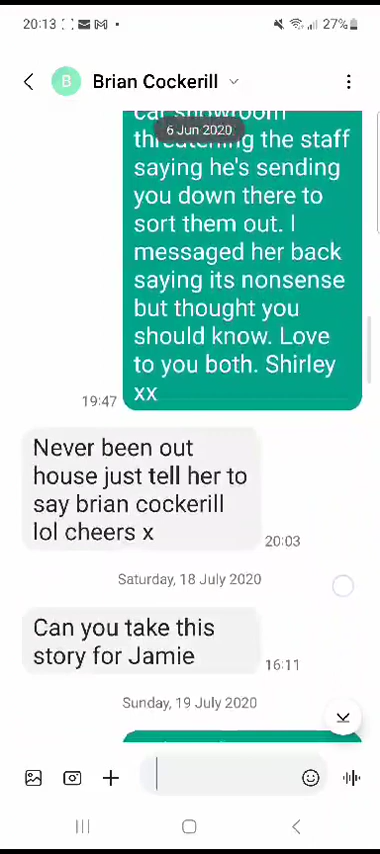 20:13
27%
B
Brian Cockerill
car showroom
6 Jun 2020
threatening the staff
saying he's sending
you down there to
sort them out. I
messaged her back
saying its nonsense
but thought you
should know. Love
to you both. Shirley
xx
19:47
Never been out
house just tell her to
say brian cockerill
lol cheers x
20:03
Saturday, 18 July 2020
Can you take this
story for Jamie
16:11
Sunday, 19 July 2020